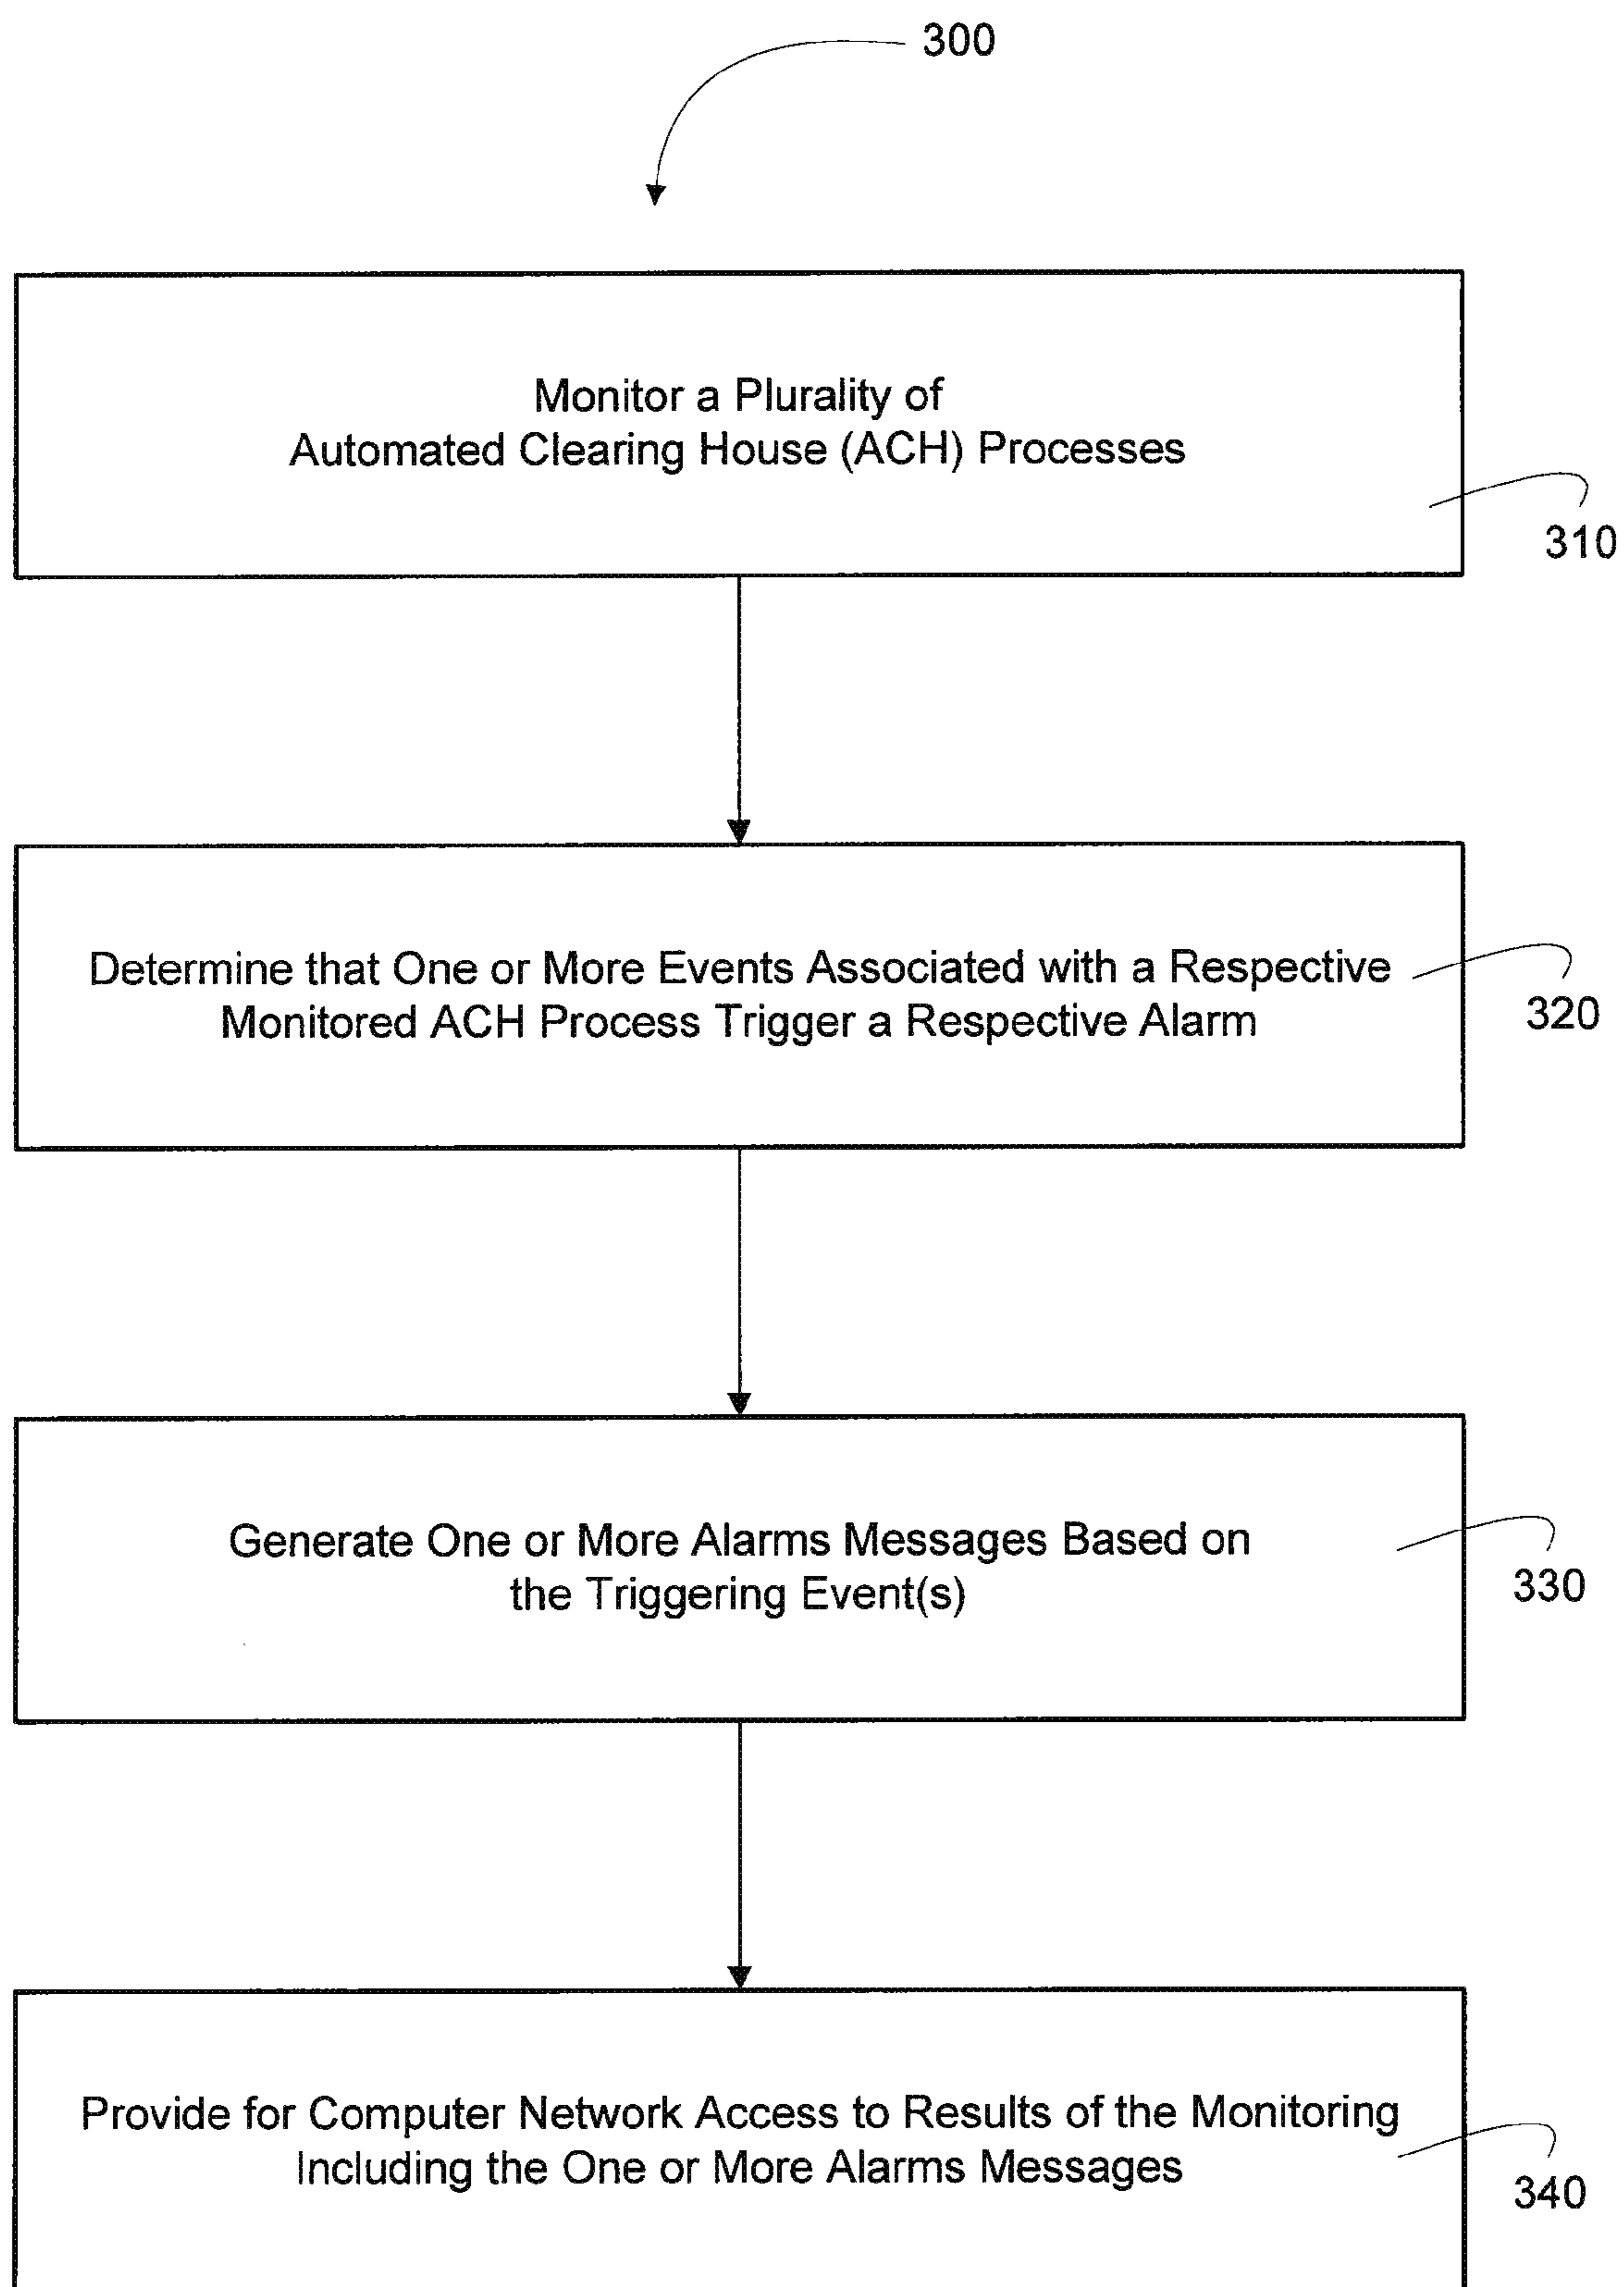 300
Monitor a Plurality of
Automated Clearing House (ACH) Processes
310
Determine that One or More Events Associated with a Respective
Monitored ACH Process Trigger a Respective Alarm
320
Generate One or More Alarms Messages Based on
the Triggering Event(s)
330
Provide for Computer Network Access to Results of the Monitoring
Including the One or More Alarms Messages
340